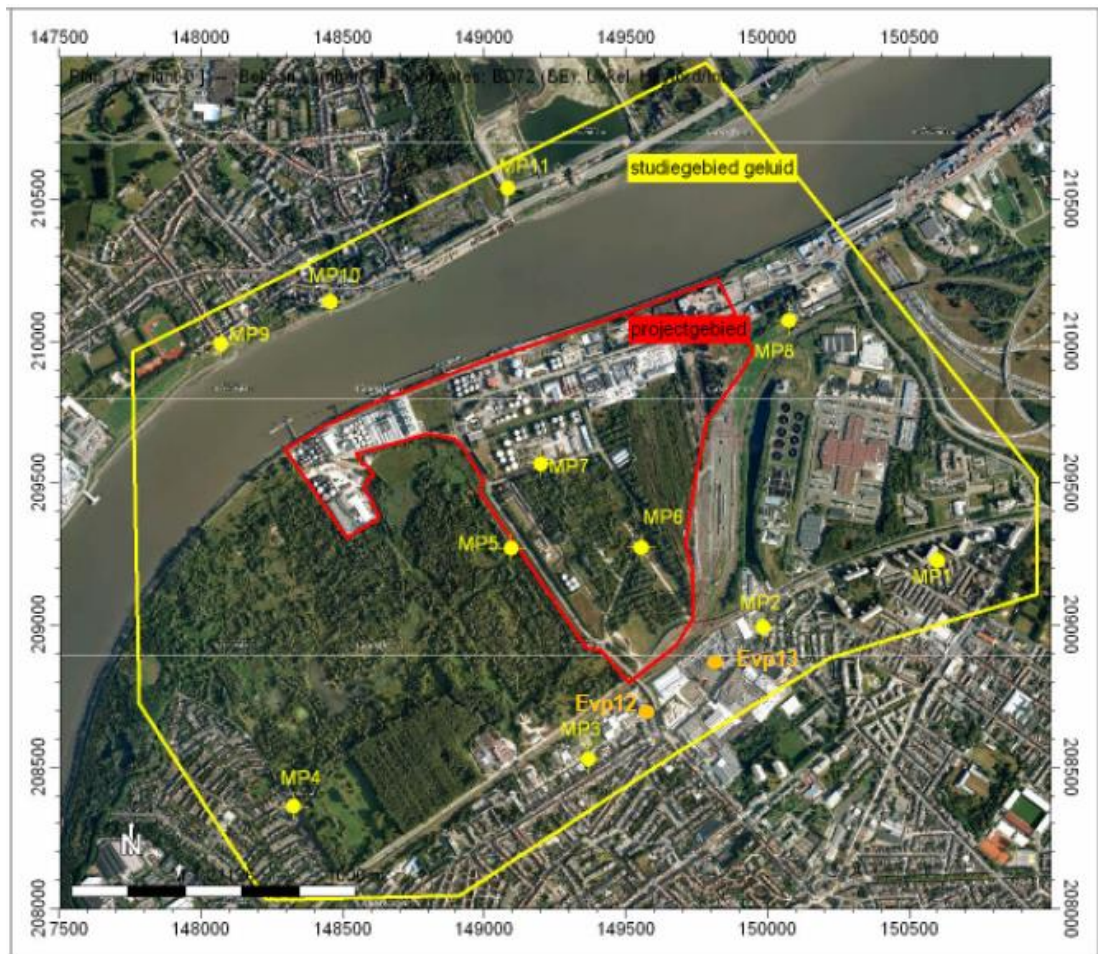 147500 148000 148500 149000 149500 150000 150500
studiegebied geluid
MP11
210500 210500
MP10
MP9
projectgebied
210000 210000
MP8
MP7
209500 209500
MP6
MP5
MP1
MP2
209000 209000
Evp13
Evp12
MP3
208500 208500
MP4
N
208000 208000
147500 148000 148500 149000 149500 150000 150500